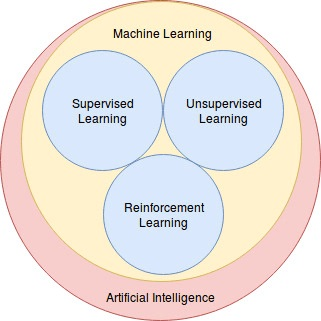 Machine Learning
Supervised
Learning
Unsupervised
Learning
Reinforcement
Learning
Artificial Intelligence